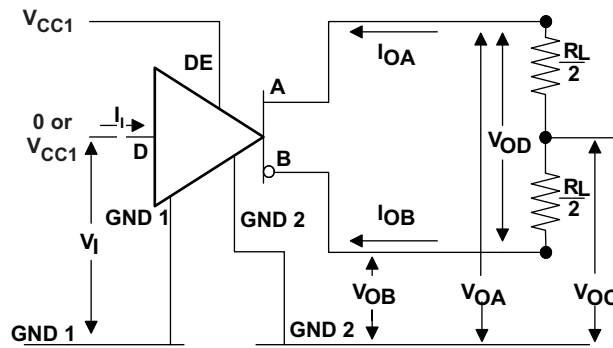 VCC1
DE
IOA
A
RL
2
0 or
VCC1
II
D
VOD
B
RL
2
GND 1
GND 2
IOB
VI
VOB
VOA
VOC
GND 1
GND 2